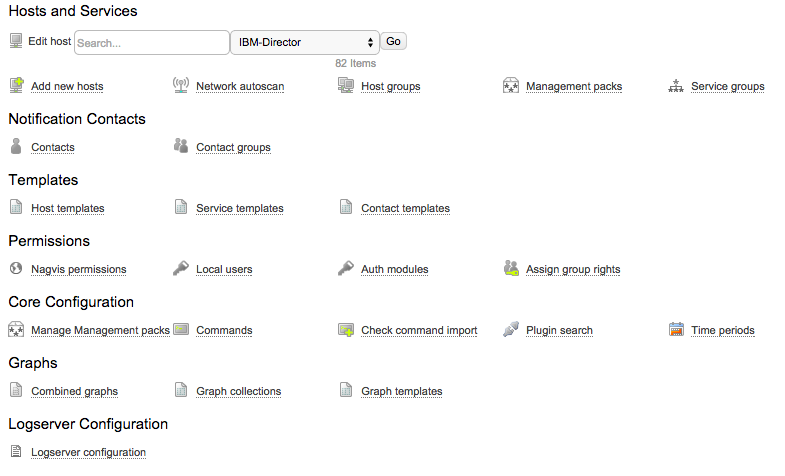 Hosts and Services
Edit host Search... IBM-Director Go
82 Items
Add new hosts Network autoscan Host groups Management packs Service groups
Notification Contacts
Contacts Contact groups
Templates
Host templates Service templates Contact templates
Permissions
Nagvis permissions Local users Auth modules Assign group rights
Core Configuration
Manage Management packs Commands Check command import Plugin search Time periods
Graphs
Combined graphs Graph collections Graph templates
Logserver Configuration
Logserver configuration